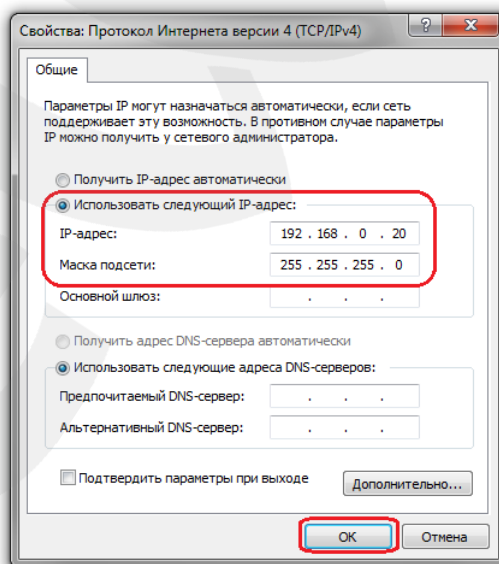 Свойства: Протокол Интернета версии 4 (TCP/IPv4)
?
Общие
Параметры IP могут назначаться автоматически, если сеть
поддерживает эту возможность. В противном случае параметры
IP можно получить у сетевого администратора.
Получить IP-адрес автоматически
Использовать следующий IP-адрес:
IP-адрес: 192 . 168 . 0 . 20
Маска подсети: 255 . 255 . 255 . 0
Основной шлюз: . . .
Получить адрес DNS-сервера автоматически
Использовать следующие адреса DNS-серверов:
Предпочитаемый DNS-сервер: . . .
Альтернативный DNS-сервер: . . .
Подтвердить параметры при выходе
Дополнительно...
ОК
Отмена